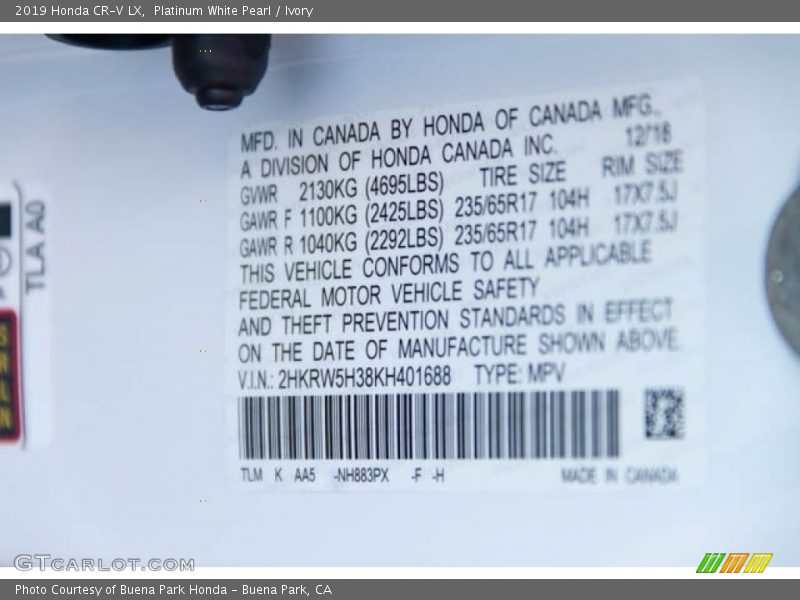 2019 Honda CR-V LX,  Platinum White Pearl / Ivory
MFD. IN CANADA BY HONDA OF CANADA MFG.,
A DIVISION OF HONDA CANADA INC. 12/18
GVWR 2130KG (4695LBS) TIRE SIZE RIM SIZE
GAWR F 1100KG (2425LBS) 235/65R17 104H 17X7.5J
GAWR R 1040KG (2292LBS) 235/65R17 104H 17X7.5J
THIS VEHICLE CONFORMS TO ALL APPLICABLE
FEDERAL MOTOR VEHICLE SAFETY
AND THEFT PREVENTION STANDARDS IN EFFECT
ON THE DATE OF MANUFACTURE SHOWN ABOVE.
V.I.N.: 2HKRW5H38KH401688 TYPE: MPV
TLM K AA5 -NH883PX -F -H MADE IN CANADA
TLA A0
GTCARLOT.COM
Photo Courtesy of Buena Park Honda - Buena Park, CA